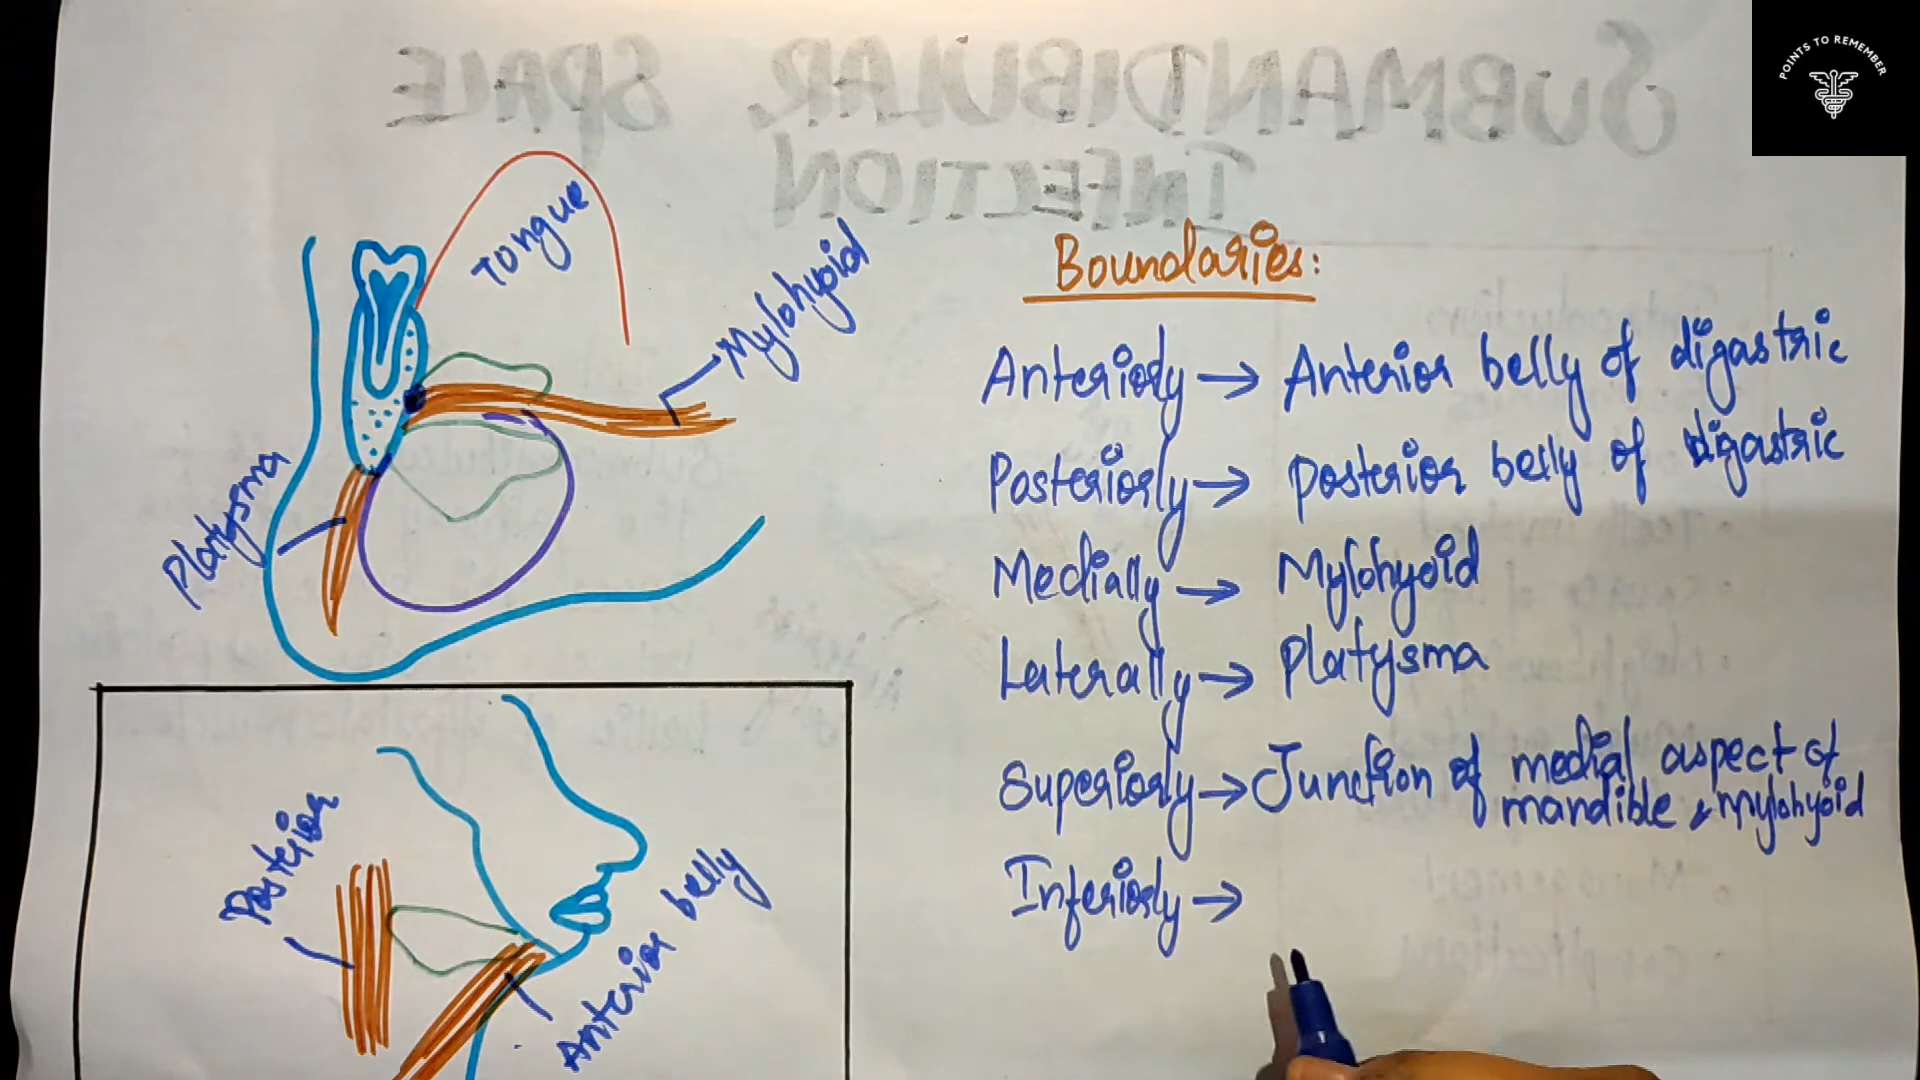 POINTS TO REMEMBER
SUBMANDIBULAR SPACE
INFECTION
Tongue
Mylohyoid
Platysma
Boundaries:
Anteriorly → Anterior belly of digastric
Posteriorly → posterior belly of digastric
Medially → Mylohyoid
Laterally → Platysma
Superiorly → Junction of medial aspect of
mandible & mylohyoid
Inferiorly →
Posterior
Anterior belly